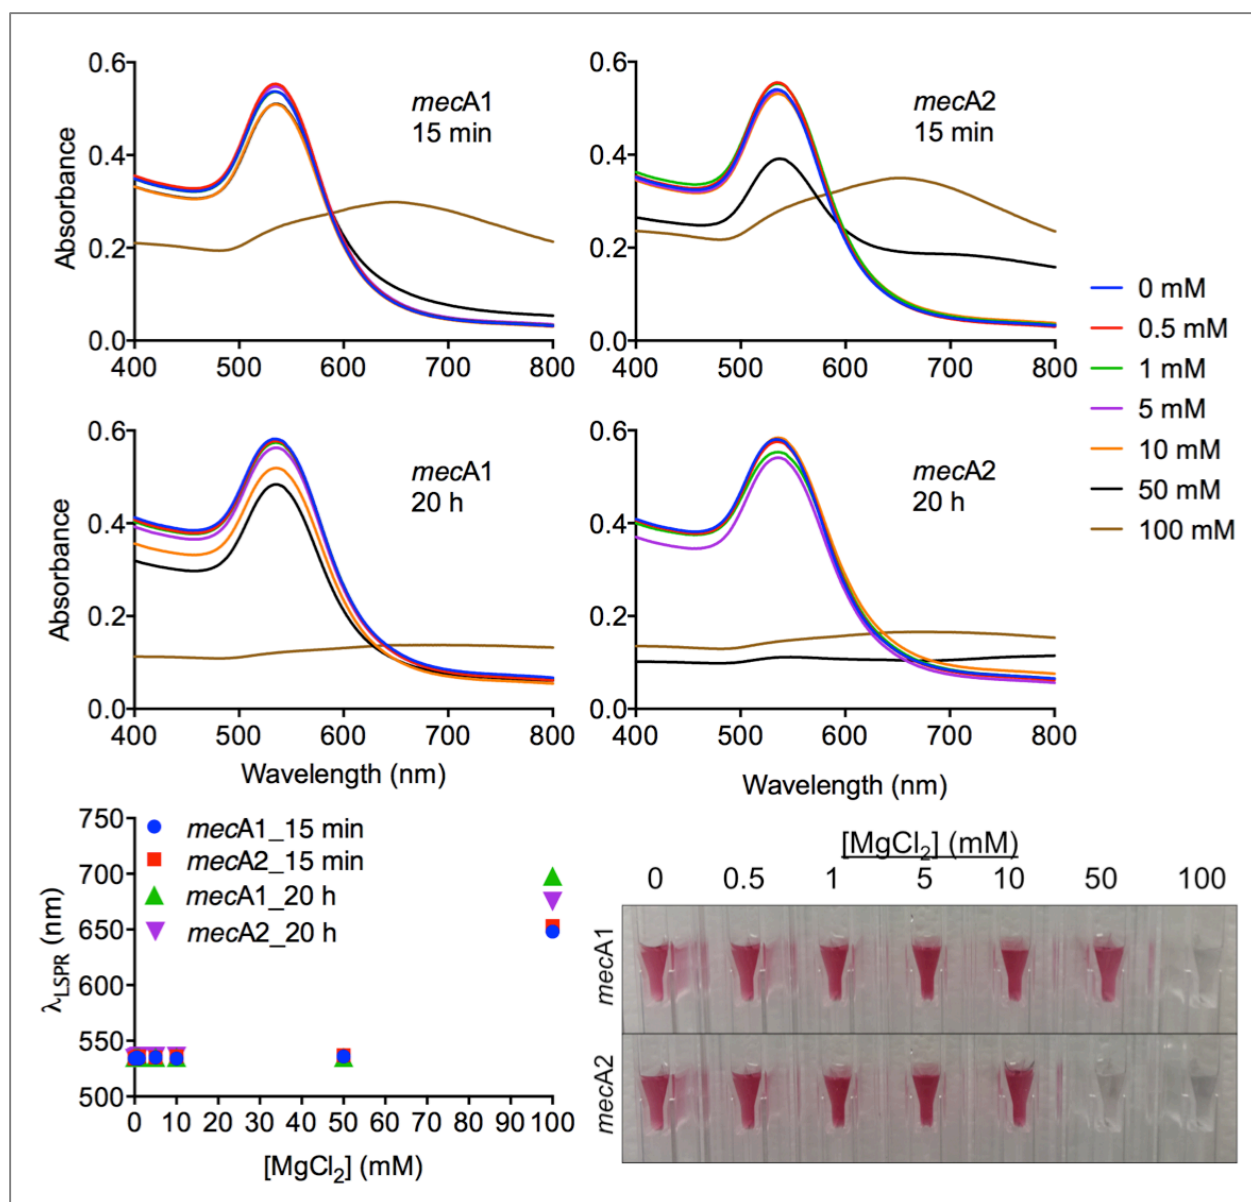 0.6
0.4
0.2
0.0
Absorbance
mecA1
15 min
400 500 600 700 800
0.6
0.4
0.2
0.0
mecA2
15 min
400 500 600 700 800
0 mM
0.5 mM
1 mM
5 mM
10 mM
50 mM
100 mM
0.6
0.4
0.2
0.0
Absorbance
mecA1
20 h
400 500 600 700 800
Wavelength (nm)
0.6
0.4
0.2
0.0
mecA2
20 h
400 500 600 700 800
Wavelength (nm)
750
700
650
600
550
500
λLSPR (nm)
mecA1_15 min
mecA2_15 min
mecA1_20 h
mecA2_20 h
0 10 20 30 40 50 60 70 80 90 100
[MgCl2] (mM)
[MgCl2] (mM)
0 0.5 1 5 10 50 100
mecA1
mecA2